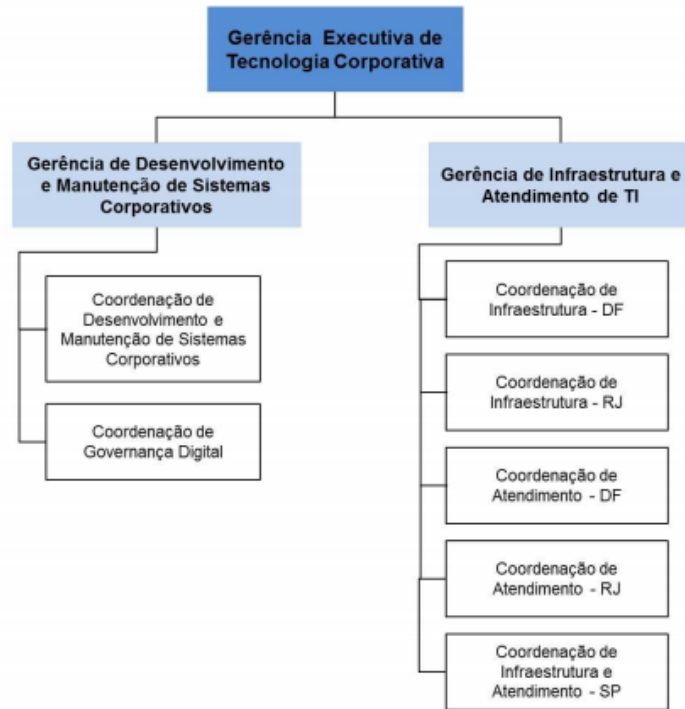 Gerência Executiva de
Tecnologia Corporativa
Gerência de Desenvolvimento
e Manutenção de Sistemas
Corporativos
Coordenação de
Desenvolvimento e
Manutenção de Sistemas
Corporativos
Coordenação de
Governança Digital
Gerência de Infraestrutura e
Atendimento de TI
Coordenação de
Infraestrutura - DF
Coordenação de
Infraestrutura - RJ
Coordenação de
Atendimento - DF
Coordenação de
Atendimento - RJ
Coordenação de
Infraestrutura e
Atendimento - SP